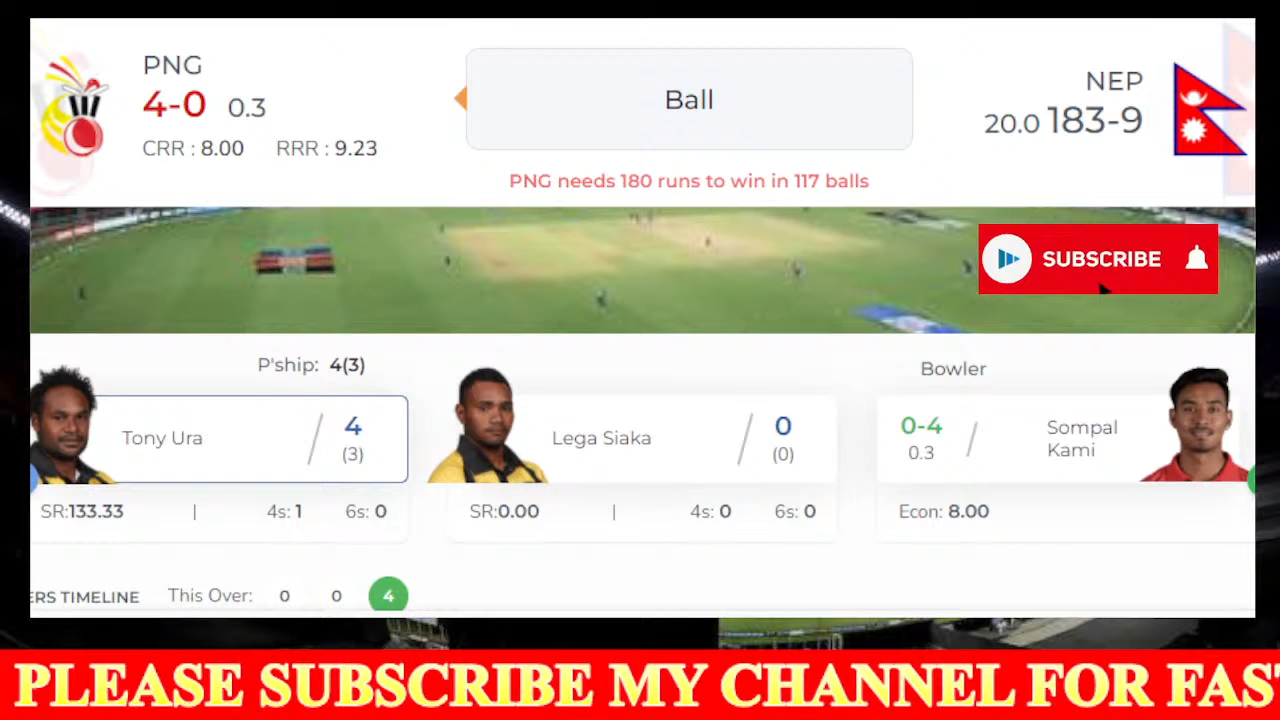 PNG
4-0 0.3
CRR : 8.00 RRR : 9.23
Ball
NEP
20.0 183-9
PNG needs 180 runs to win in 117 balls
SUBSCRIBE
P'ship: 4(3)
Tony Ura
4
(3)
SR:133.33 | 4s: 1 6s: 0
Lega Siaka
0
(0)
SR:0.00 | 4s: 0 6s: 0
Bowler
0-4
0.3
Sompal
Kami
Econ: 8.00
ERS TIMELINE This Over: 0 0 4
PLEASE SUBSCRIBE MY CHANNEL FOR FAS